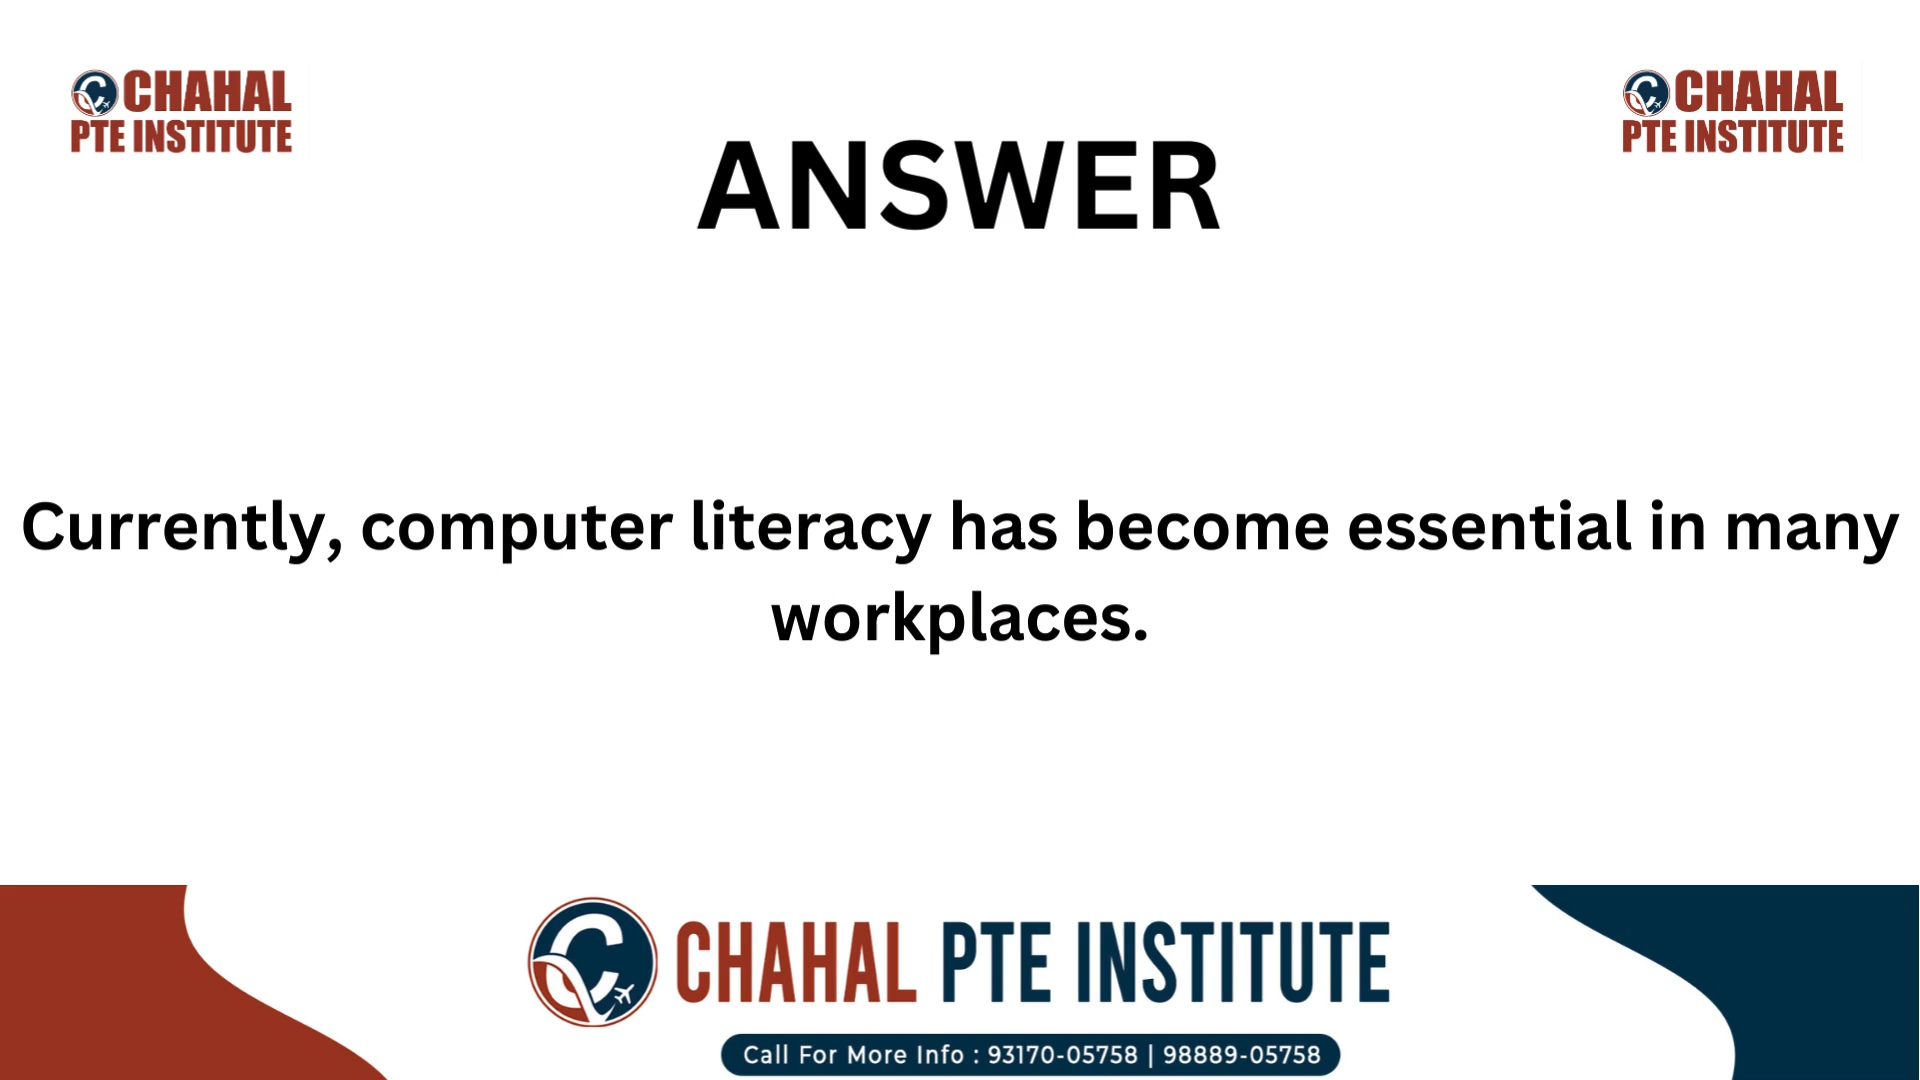 CHAHAL
PTE INSTITUTE
CHAHAL
PTE INSTITUTE
ANSWER
Currently, computer literacy has become essential in many
workplaces.
CHAHAL PTE INSTITUTE
Call For More Info : 93170-05758 | 98889-05758